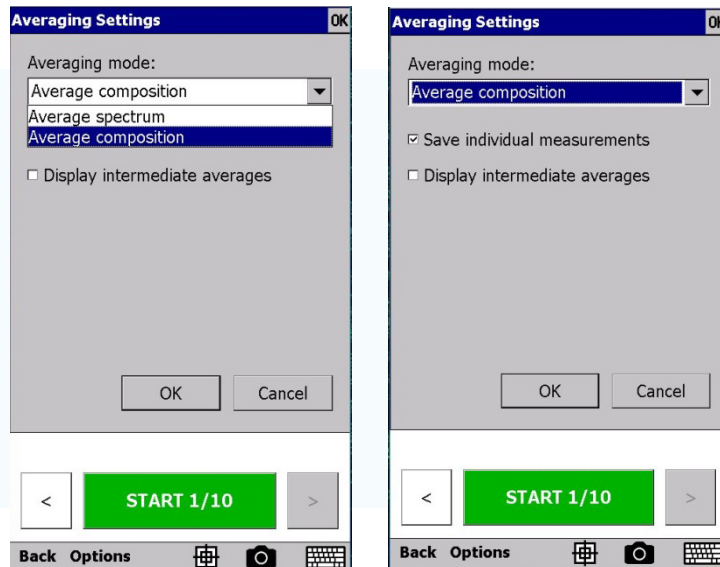 Averaging Settings OK
Averaging mode:
Average composition
Average spectrum
Average composition
Display intermediate averages
OK Cancel
< START 1/10 >
Back Options
Averaging Settings
Averaging mode:
Average composition
Save individual measurements
Display intermediate averages
OK Cancel
< START 1/10 >
Back Options